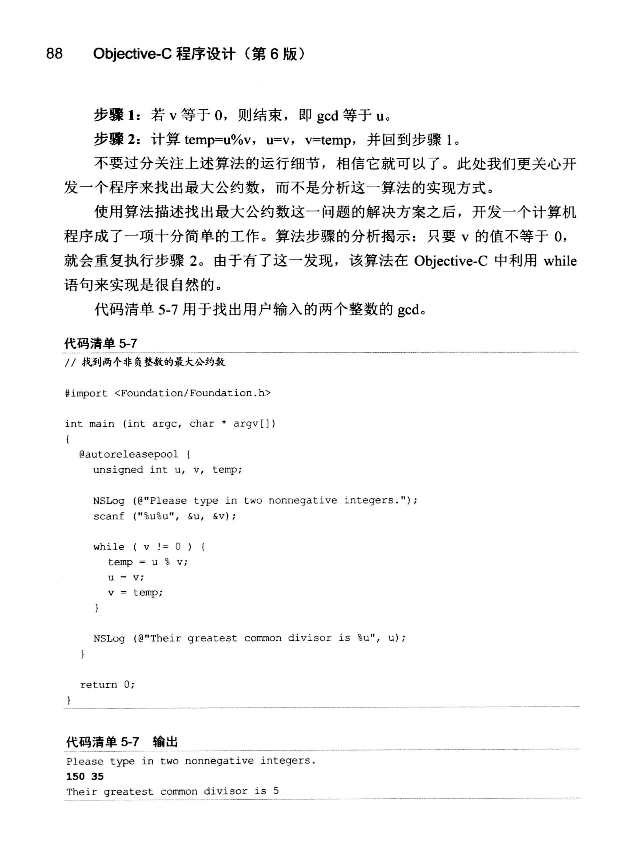 88 Objective-C 程序设计（第 6 版）
步骤 1：若 v 等于 0，则结束，即 gcd 等于 u。
步骤 2：计算 temp=u%v，u=v，v=temp，并回到步骤 1。
不要过分关注上述算法的运行细节，相信它就可以了。此处我们更关心开
发一个程序来找出最大公约数，而不是分析这一算法的实现方式。
使用算法描述找出最大公约数这一问题的解决方案之后，开发一个计算机
程序成了一项十分简单的工作。算法步骤的分析揭示：只要 v 的值不等于 0，
就会重复执行步骤 2。由于有了这一发现，该算法在 Objective-C 中利用 while
语句来实现是很自然的。
代码清单 5-7 用于找出用户输入的两个整数的 gcd。
代码清单 5-7
// 找到两个非负整数的最大公约数
#import <Foundation/Foundation.h>
int main (int argc, char * argv[])
{
@autoreleasepool {
unsigned int u, v, temp;
NSLog (@"Please type in two nonnegative integers.");
scanf ("%u%u", &u, &v);
while ( v != 0 ) {
temp = u % v;
u = v;
v = temp;
}
NSLog (@"Their greatest common divisor is %u", u);
}
return 0;
}
代码清单 5-7 输出
Please type in two nonnegative integers.
150 35
Their greatest common divisor is 5